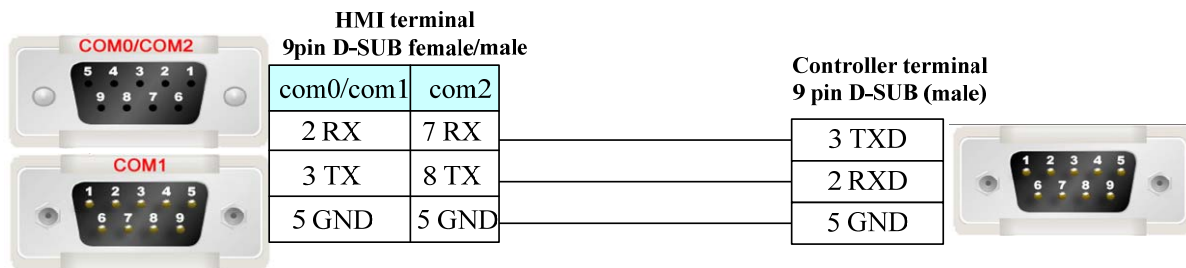 HMI terminal
9pin D-SUB female/male
COM0/COM2
5 4 3 2 1
9 8 7 6
COM1
1 2 3 4 5
6 7 8 9
com0/com1 com2
2 RX 7 RX
3 TX 8 TX
5 GND 5 GND
Controller terminal
9 pin D-SUB (male)
3 TXD
2 RXD
5 GND
1 2 3 4 5
6 7 8 9